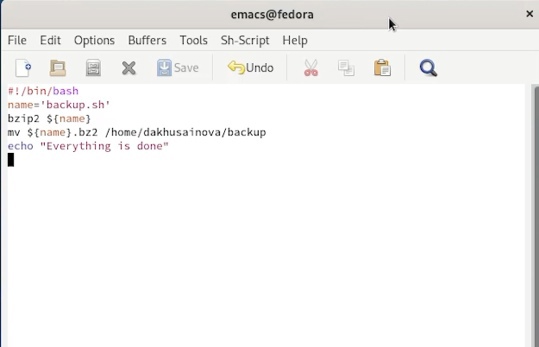 emacs@fedora
×
File Edit Options Buffers Tools Sh-Script Help
Save Undo
#!/bin/bash
name='backup.sh'
bzip2 ${name}
mv ${name}.bz2 /home/dakhusainova/backup
echo "Everything is done"